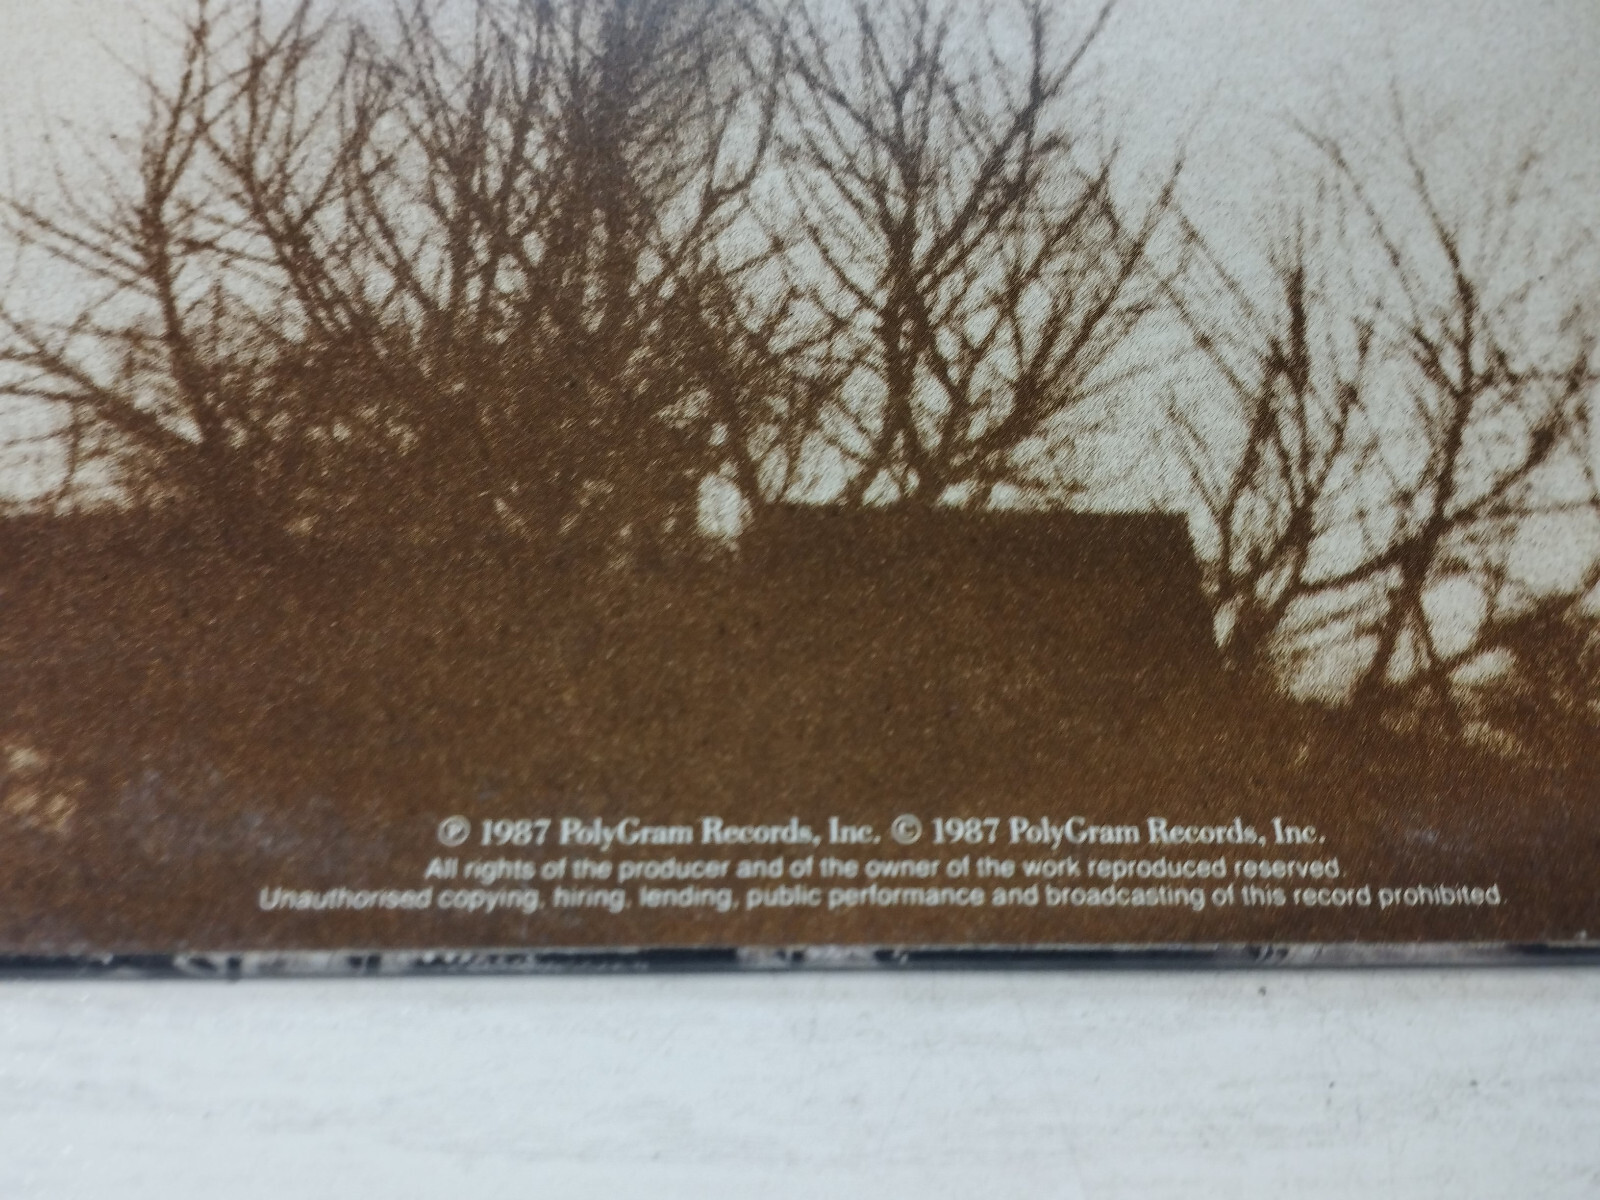 ℗ 1987 PolyGram Records, Inc. © 1987 PolyGram Records, Inc.
All rights of the producer and of the owner of the work reproduced reserved.
Unauthorised copying, hiring, lending, public performance and broadcasting of this record prohibited.